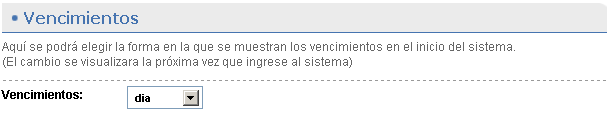 Vencimientos
Aquí se podrá elegir la forma en la que se muestran los vencimientos en el inicio del sistema.
(El cambio se visualizara la próxima vez que ingrese al sistema)
Vencimientos: dia